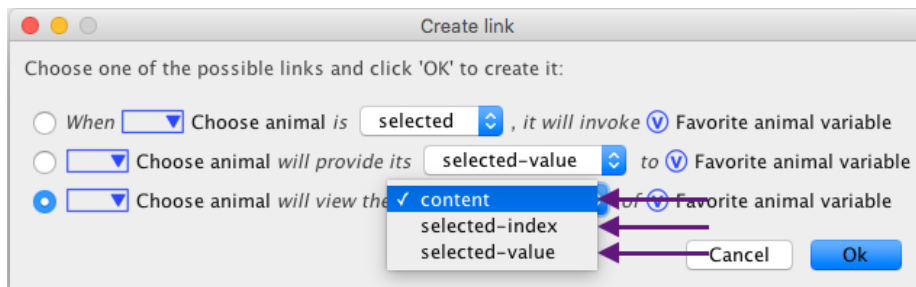 Create link
Choose one of the possible links and click 'OK' to create it:
When Choose animal is selected , it will invoke V Favorite animal variable
Choose animal will provide its selected-value to V Favorite animal variable
Choose animal will view the ✓ content of V Favorite animal variable
selected-index
selected-value
Cancel Ok